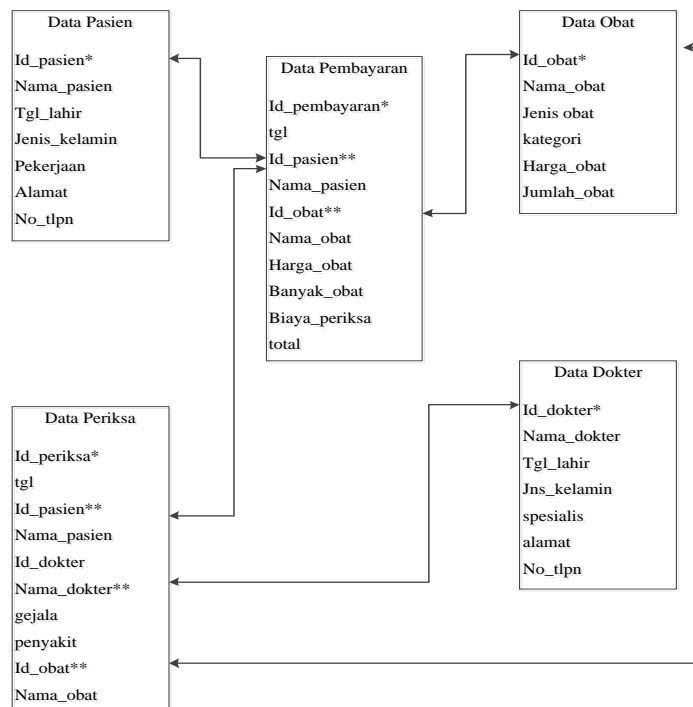 Data Pasien
Id_pasien*
Nama_pasien
Tgl_lahir
Jenis_kelamin
Pekerjaan
Alamat
No_tlpn
Data Pembayaran
Id_pembayaran*
tgl
Id_pasien**
Nama_pasien
Id_obat**
Nama_obat
Harga_obat
Banyak_obat
Biaya_periksa
total
Data Obat
Id_obat*
Nama_obat
Jenis obat
kategori
Harga_obat
Jumlah_obat
Data Periksa
Id_periksa*
tgl
Id_pasien**
Nama_pasien
Id_dokter
Nama_dokter**
gejala
penyakit
Id_obat**
Nama_obat
Data Dokter
Id_dokter*
Nama_dokter
Tgl_lahir
Jns_kelamin
spesialis
alamat
No_tlpn